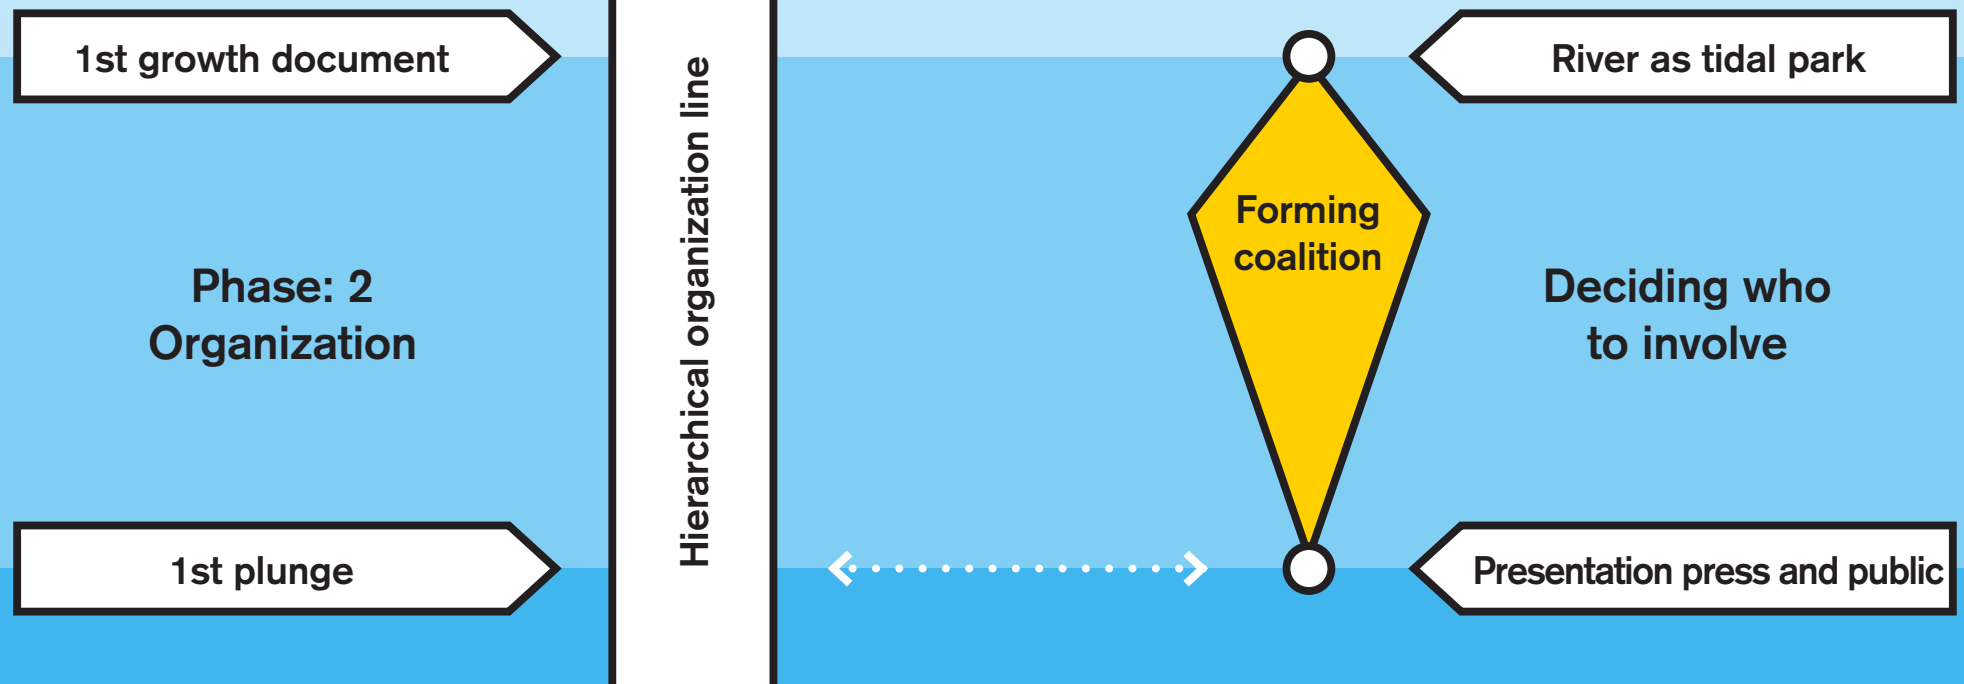 1st growth document
River as tidal park
Hierarchical organization line
Forming
coalition
Phase: 2
Organization
Deciding who
to involve
1st plunge
Presentation press and public